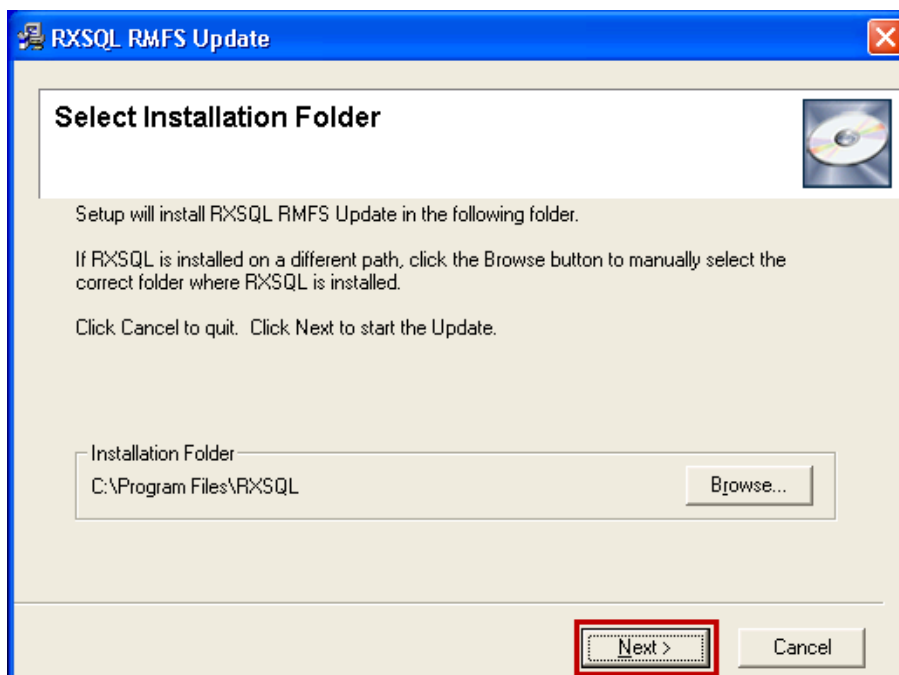 RXSQL RMFS Update
Select Installation Folder
Setup will install RXSQL RMFS Update in the following folder.
If RXSQL is installed on a different path, click the Browse button to manually select the
correct folder where RXSQL is installed.
Click Cancel to quit.  Click Next to start the Update.
Installation Folder
C:\Program Files\RXSQL
Browse...
Next >
Cancel